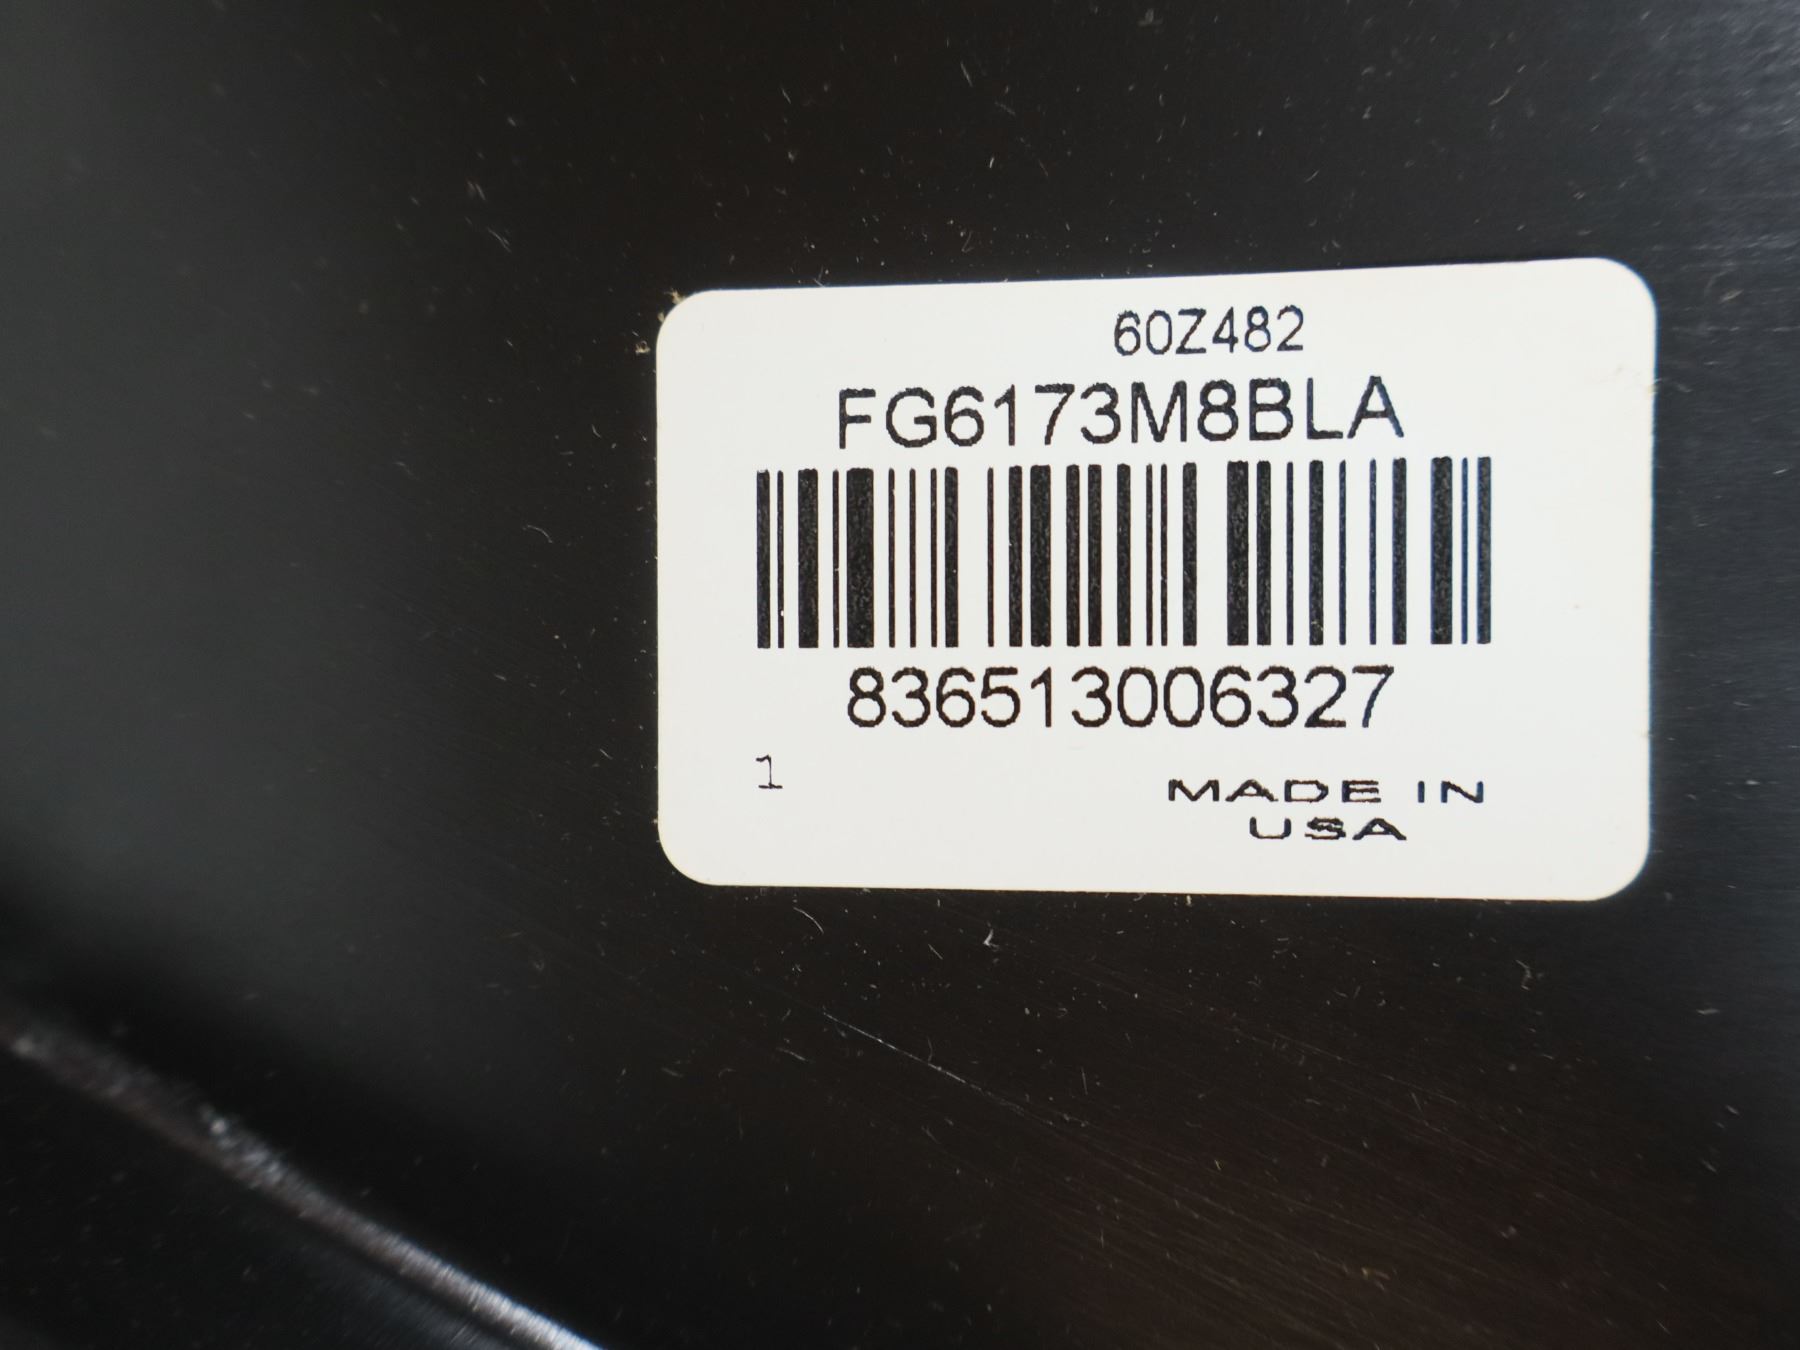 60Z482
FG6173M8BLA
836513006327
1
MADE IN
USA